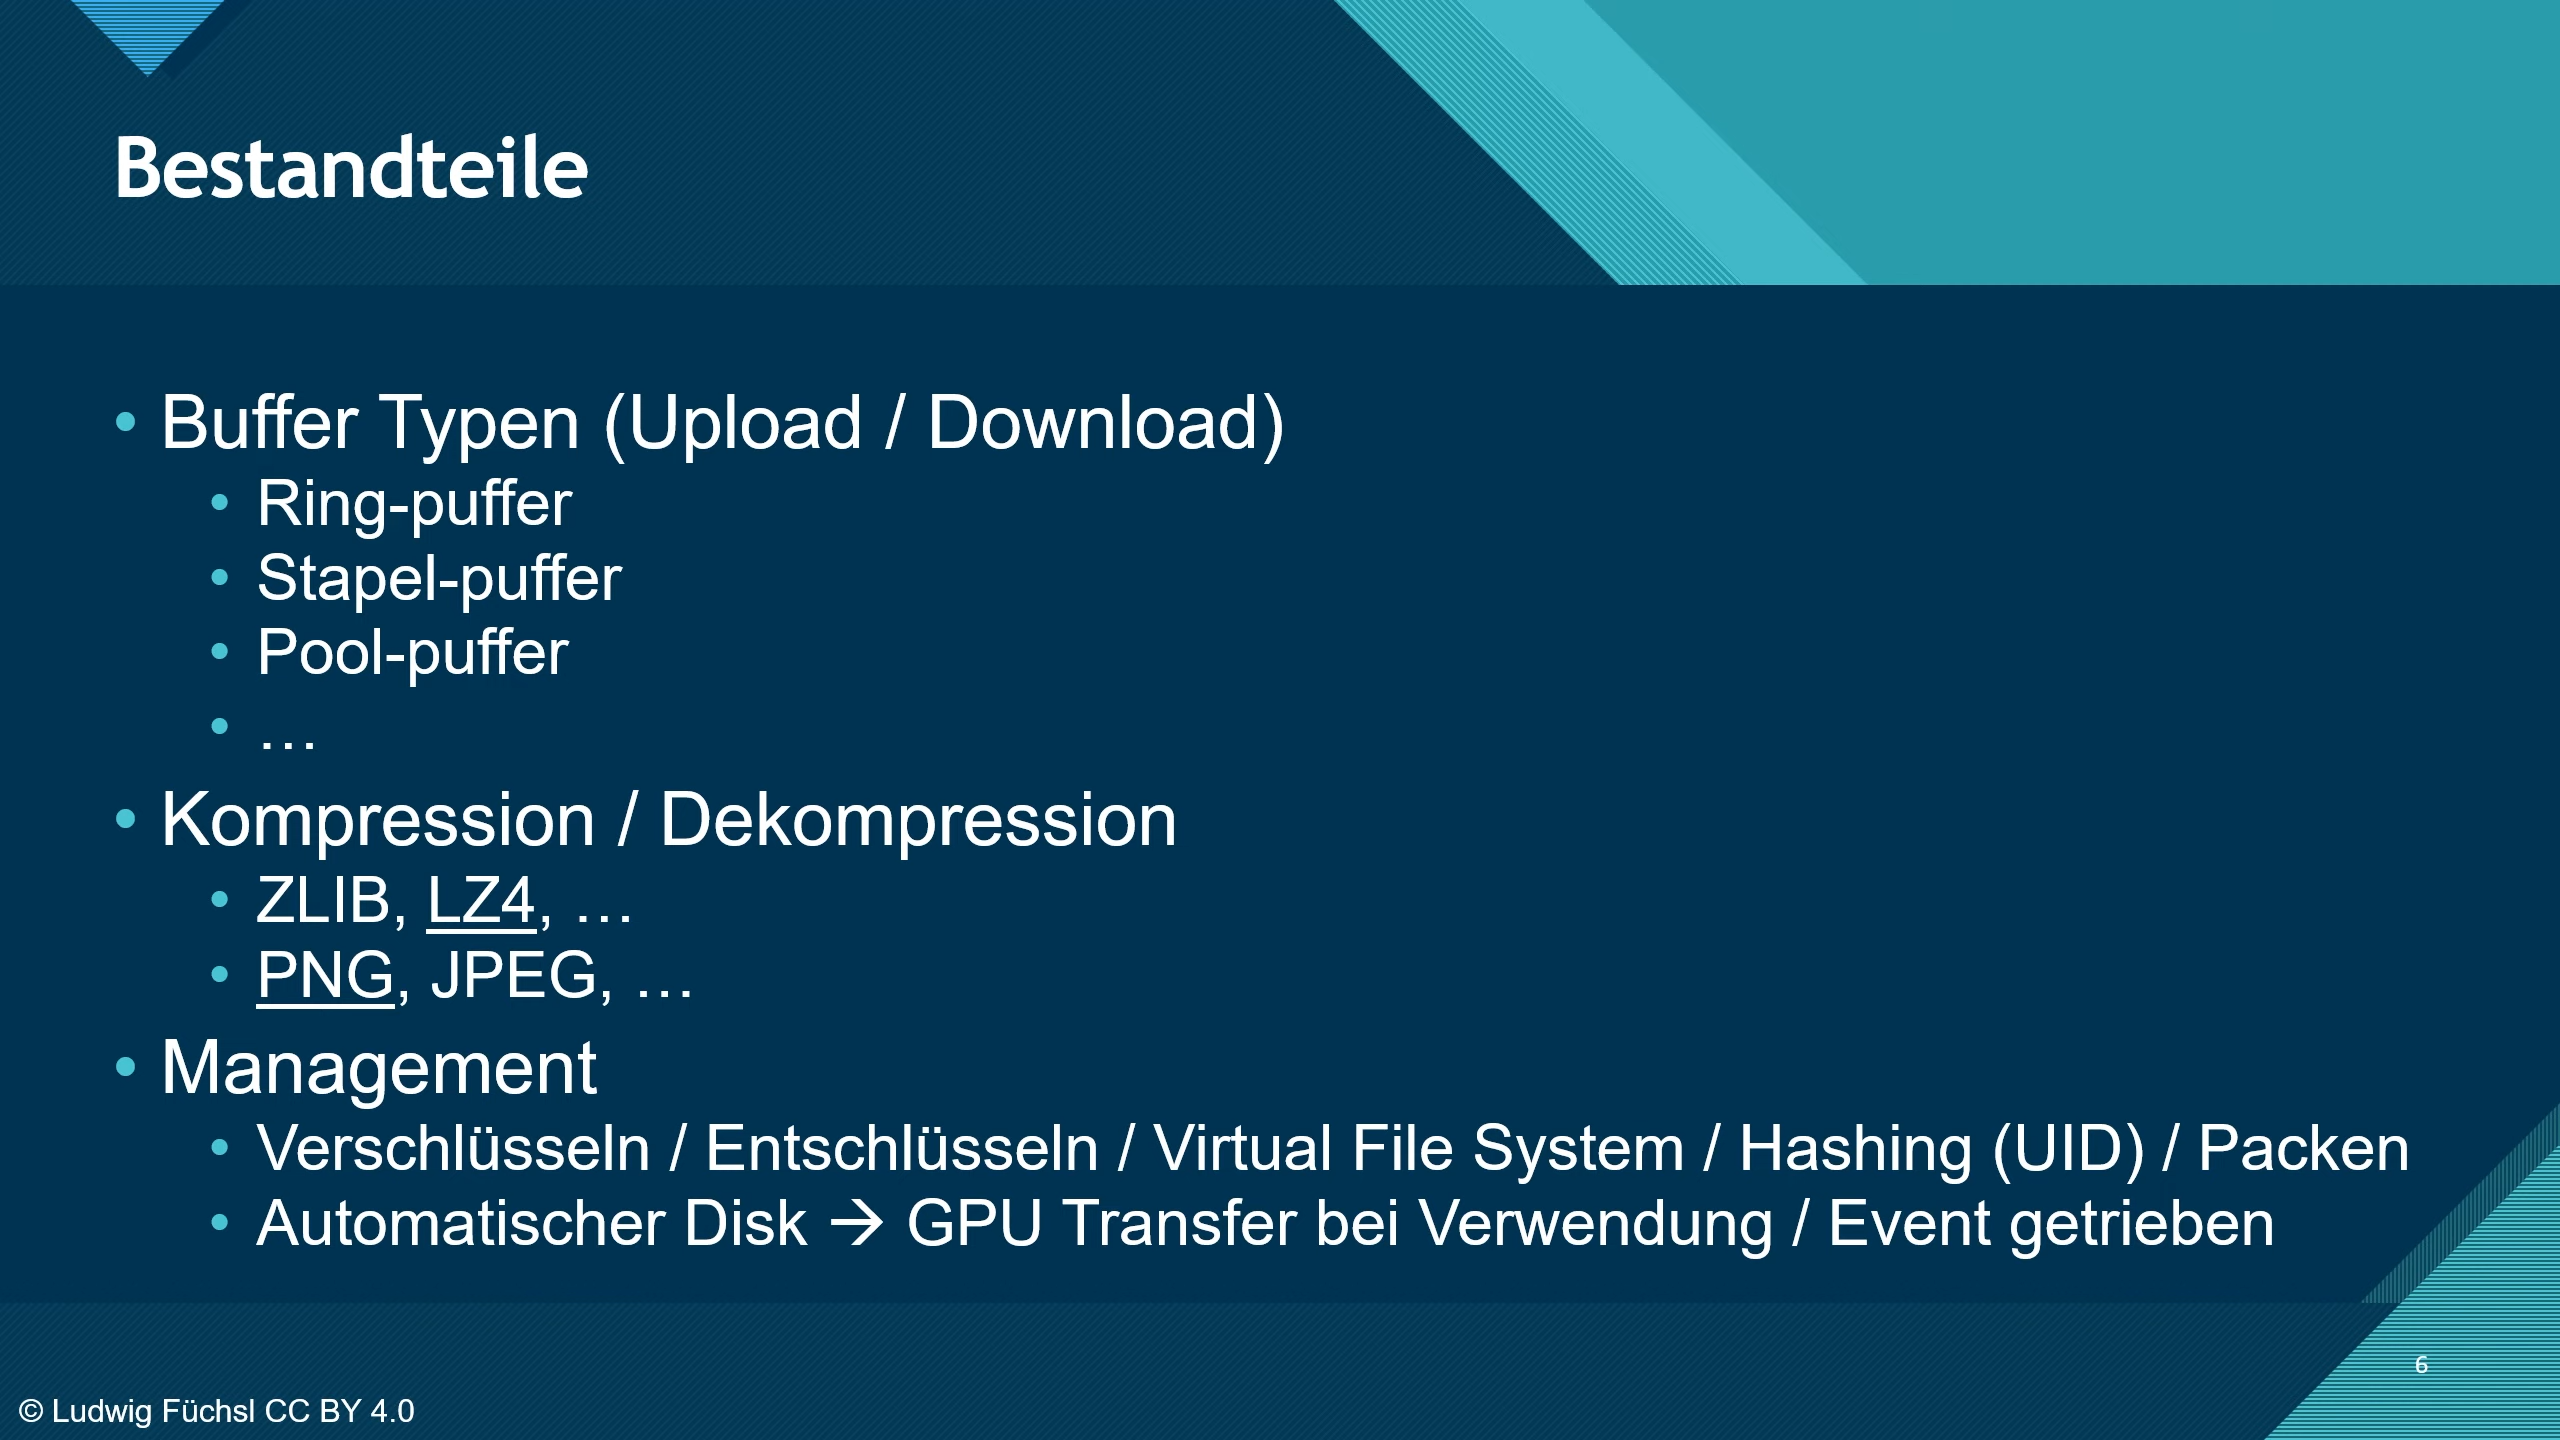 Bestandteile
• Buffer Typen (Upload / Download)
• Ring-puffer
• Stapel-puffer
• Pool-puffer
• …
• Kompression / Dekompression
• ZLIB, LZ4, …
• PNG, JPEG, …
• Management
• Verschlüsseln / Entschlüsseln / Virtual File System / Hashing (UID) / Packen
• Automatischer Disk → GPU Transfer bei Verwendung / Event getrieben
6
© Ludwig Füchsl CC BY 4.0